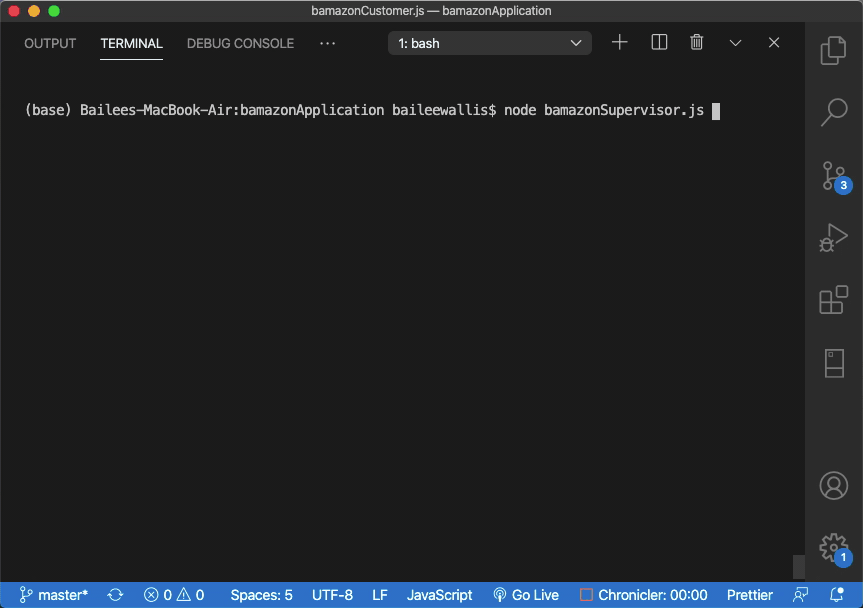 bamazonCustomer.js — bamazonApplication
OUTPUT TERMINAL DEBUG CONSOLE ··· 1: bash
(base) Bailees-MacBook-Air:bamazonApplication baileewallis$ node bamazonSupervisor.js
3
1
master* 0 0 Spaces: 5 UTF-8 LF JavaScript Go Live Chronicler: 00:00 Prettier